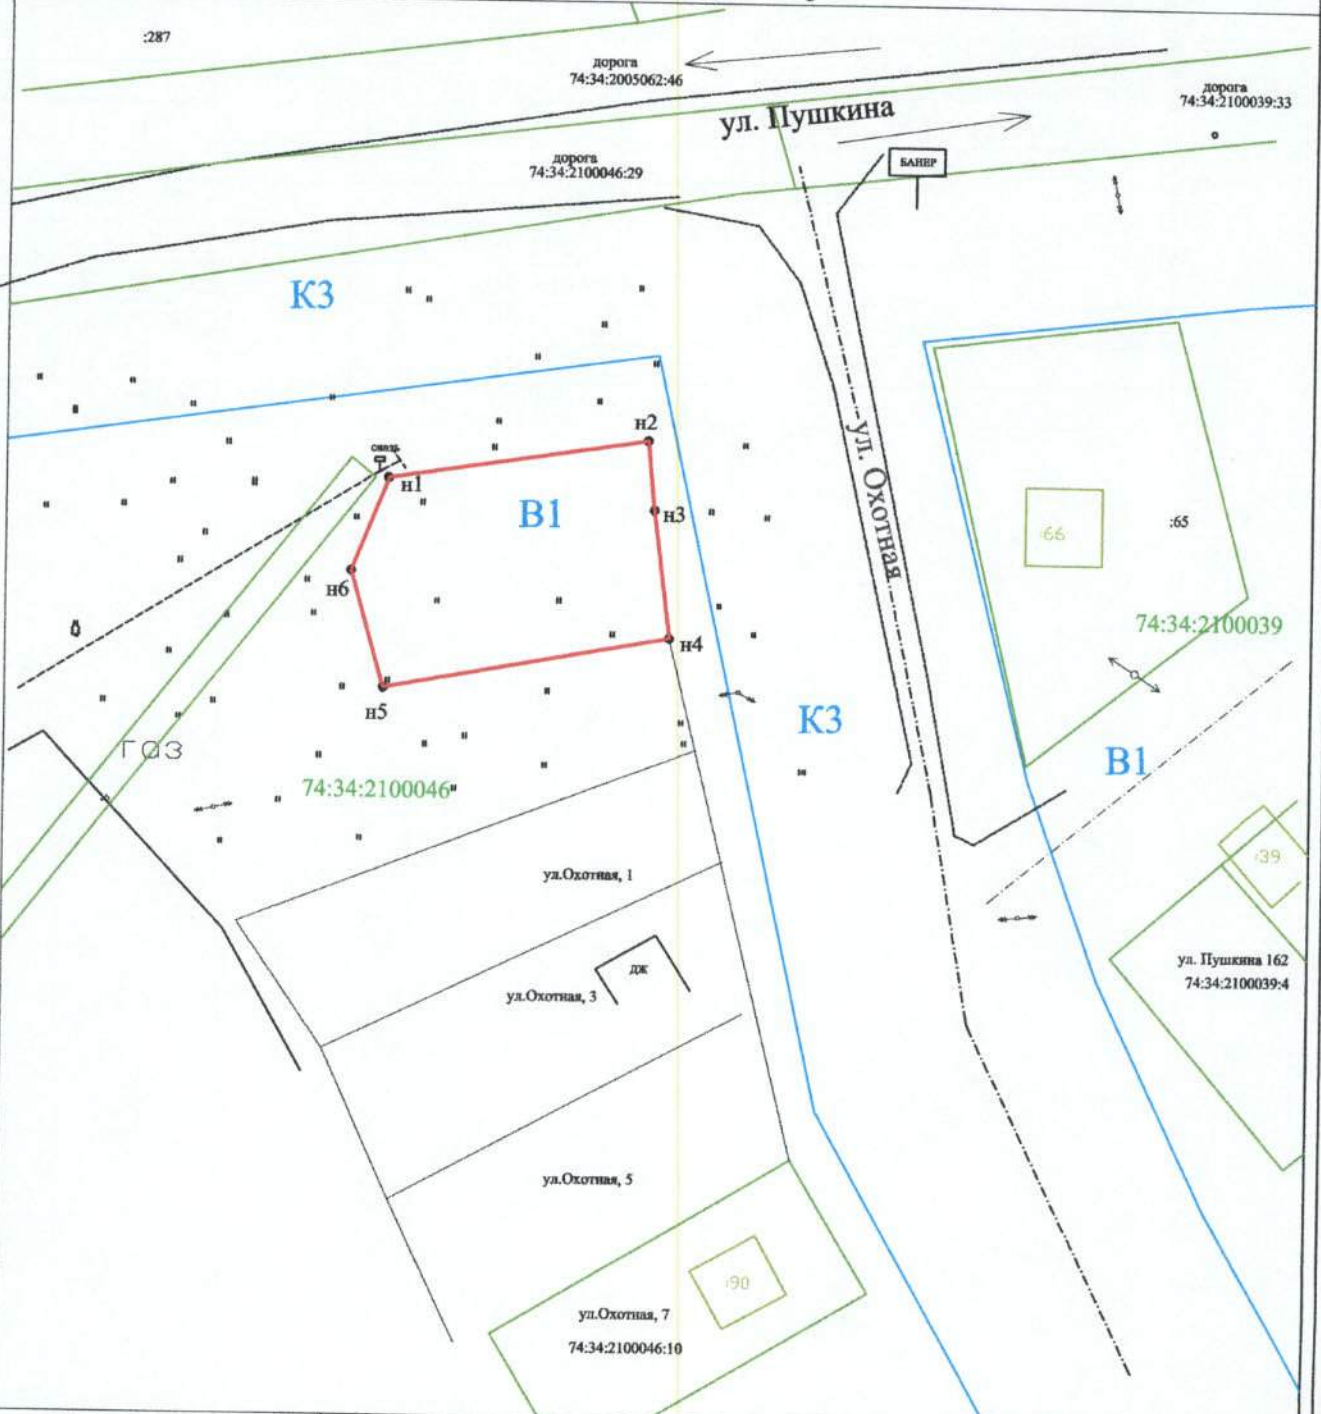 :287
дорога
74:34:2005062:46
дорога
74:34:2100039:33
ул. Пушкина
дорога
74:34:2100046:29
БАНЕР
К3
н2
н1
В1
н3
ул. Охотная
:66
:65
н6
74:34:2100039
н4
н5
К3
газ
В1
74:34:2100046
:39
ул.Охотная, 1
ул. Пушкина 162
74:34:2100039:4
дж
ул.Охотная, 3
ул.Охотная, 5
:90
ул.Охотная, 7
74:34:2100046:10